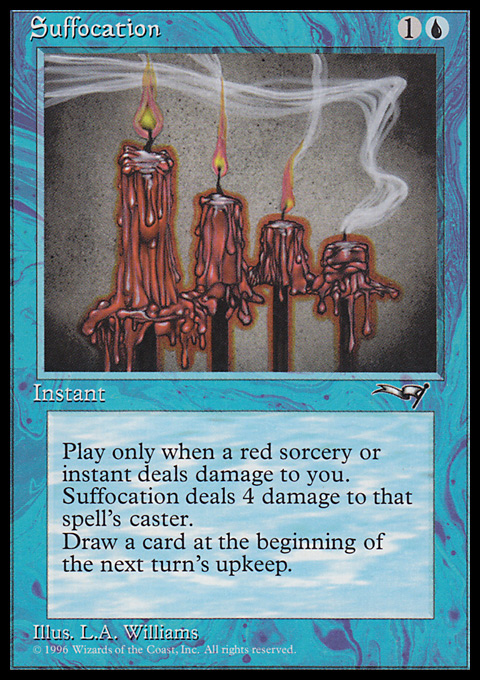 Suffocation 1
Instant
Play only when a red sorcery or
instant deals damage to you.
Suffocation deals 4 damage to that
spell's caster.
Draw a card at the beginning of
the next turn's upkeep.
Illus. L.A. Williams
© 1996 Wizards of the Coast, Inc. All rights reserved.